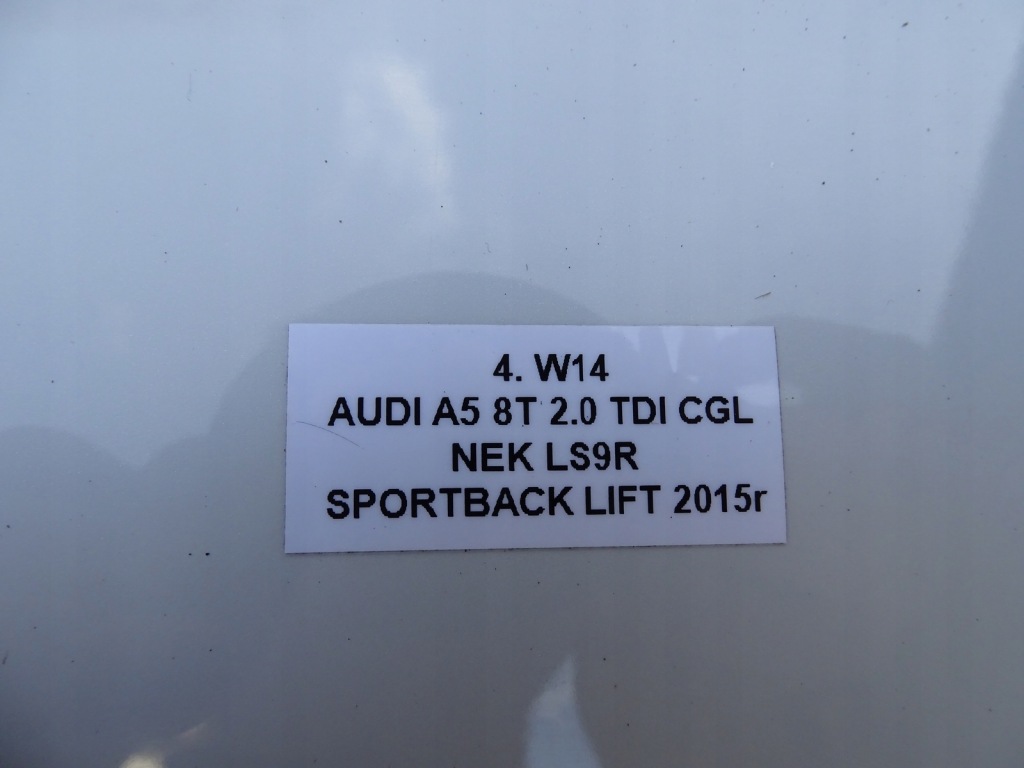 4. W14
AUDI A5 8T 2.0 TDI CGL
NEK LS9R
SPORTBACK LIFT 2015r